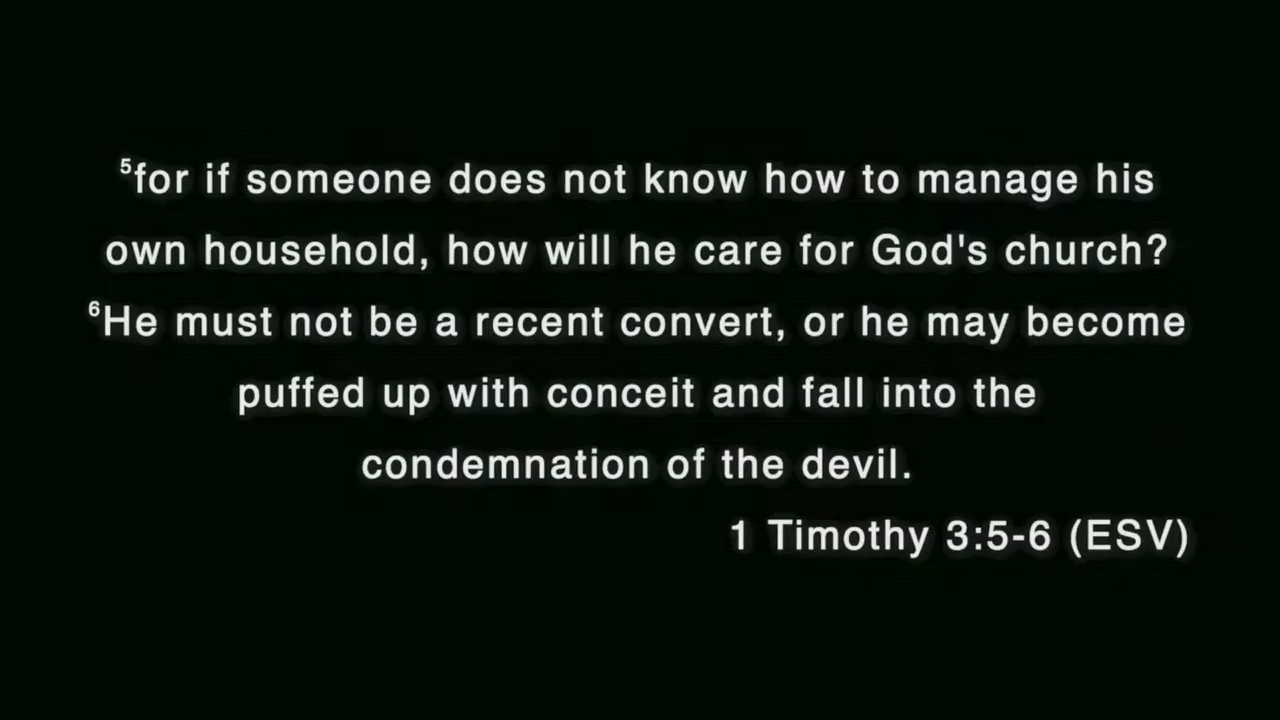 ⁵for if someone does not know how to manage his
own household, how will he care for God's church?
⁶He must not be a recent convert, or he may become
puffed up with conceit and fall into the
condemnation of the devil.
1 Timothy 3:5-6 (ESV)